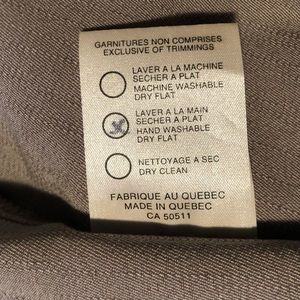 GARNITURES NON COMPRISES
EXCLUSIVE OF TRIMMINGS
LAVER A LA MACHINE
SECHER A PLAT
MACHINE WASHABLE
DRY FLAT
LAVER A LA MAIN
SECHER A PLAT
HAND WASHABLE
DRY FLAT
NETTOYAGE A SEC
DRY CLEAN
FABRIQUE AU QUEBEC
MADE IN QUEBEC
CA 50511